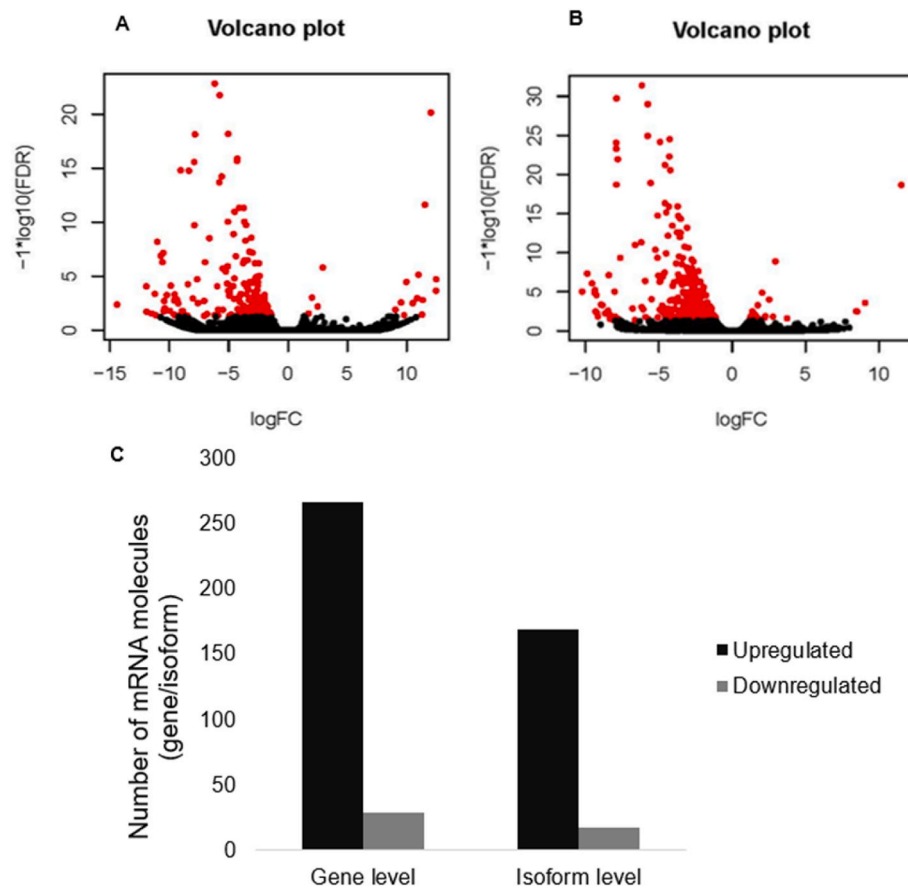 A
Volcano plot
−1*log10(FDR)
20
15
10
5
0
−15
−10
−5
0
5
10
logFC
B
Volcano plot
−1*log10(FDR)
30
25
20
15
10
5
0
−10
−5
0
5
10
logFC
C
Number of mRNA molecules
(gene/isoform)
300
250
200
150
100
50
0
Gene level
Isoform level
Upregulated
Downregulated